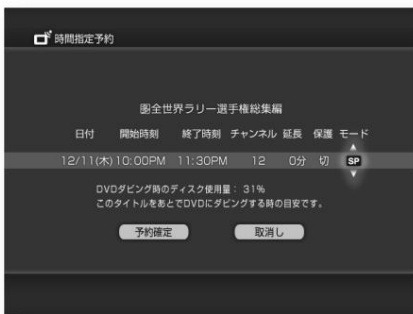 時間指定予約
全世界ラリー選手権総集編
日付 開始時刻 終了時刻 チャンネル 延長 保護 モード
12/11(木) 10:00PM 11:30PM 12 0分 切 SP
DVDダビング時のディスク使用量: 31%
このタイトルをあとでDVDにダビングする時の目安です。
予約確定 取消し